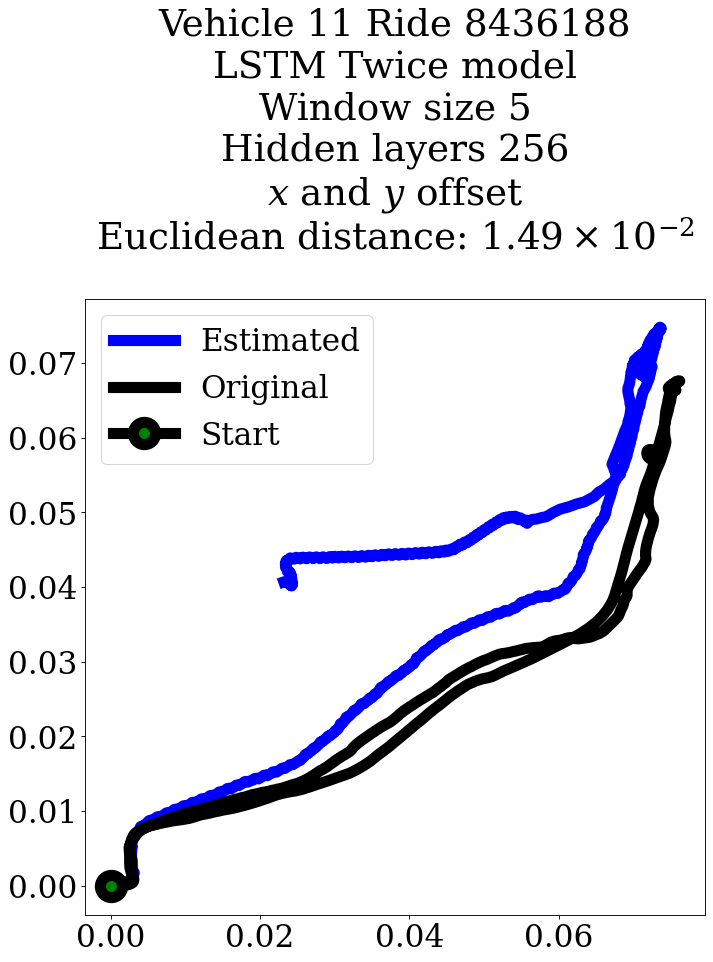 Vehicle 11 Ride 8436188
LSTM Twice model
Window size 5
Hidden layers 256
x and y offset
Euclidean distance: 1.49 × 10⁻²
Estimated
Original
Start
0.07
0.06
0.05
0.04
0.03
0.02
0.01
0.00
0.00 0.02 0.04 0.06